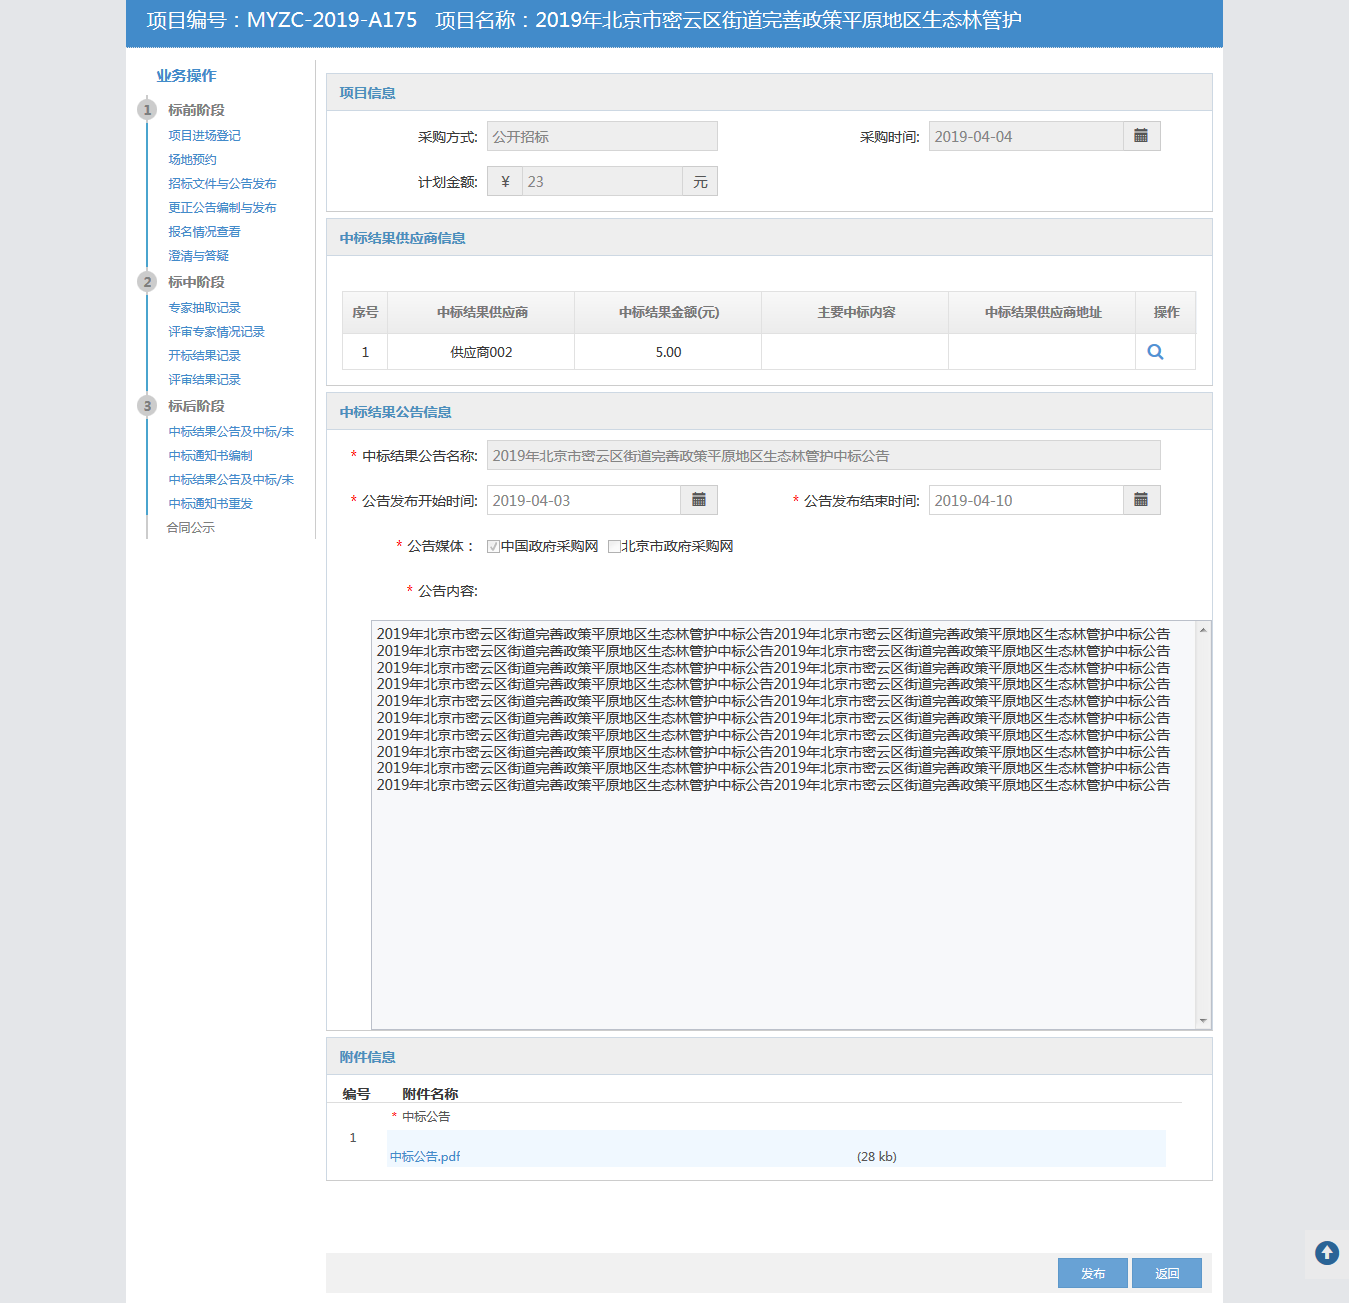 项目编号：MYZC-2019-A175 项目名称：2019年北京市密云区街道完善政策平原地区生态林管护
业务操作
1 标前阶段
项目进场登记
场地预约
招标文件与公告发布
更正公告编制与发布
报名情况查看
澄清与答疑
2 标中阶段
专家抽取记录
评审专家情况记录
开标结果记录
评审结果记录
3 标后阶段
中标结果公告及中标/未
中标通知书编制
中标结果公告及中标/未
中标通知书重发
合同公示
项目信息
采购方式: 公开招标 采购时间: 2019-04-04
计划金额: ¥ 23 元
中标结果供应商信息
序号 中标结果供应商 中标结果金额(元) 主要中标内容 中标结果供应商地址 操作
1 供应商002 5.00
中标结果公告信息
* 中标结果公告名称: 2019年北京市密云区街道完善政策平原地区生态林管护中标公告
* 公告发布开始时间: 2019-04-03 * 公告发布结束时间: 2019-04-10
* 公告媒体： 中国政府采购网 北京市政府采购网
* 公告内容:
2019年北京市密云区街道完善政策平原地区生态林管护中标公告2019年北京市密云区街道完善政策平原地区生态林管护中标公告
2019年北京市密云区街道完善政策平原地区生态林管护中标公告2019年北京市密云区街道完善政策平原地区生态林管护中标公告
2019年北京市密云区街道完善政策平原地区生态林管护中标公告2019年北京市密云区街道完善政策平原地区生态林管护中标公告
2019年北京市密云区街道完善政策平原地区生态林管护中标公告2019年北京市密云区街道完善政策平原地区生态林管护中标公告
2019年北京市密云区街道完善政策平原地区生态林管护中标公告2019年北京市密云区街道完善政策平原地区生态林管护中标公告
2019年北京市密云区街道完善政策平原地区生态林管护中标公告2019年北京市密云区街道完善政策平原地区生态林管护中标公告
2019年北京市密云区街道完善政策平原地区生态林管护中标公告2019年北京市密云区街道完善政策平原地区生态林管护中标公告
2019年北京市密云区街道完善政策平原地区生态林管护中标公告2019年北京市密云区街道完善政策平原地区生态林管护中标公告
2019年北京市密云区街道完善政策平原地区生态林管护中标公告2019年北京市密云区街道完善政策平原地区生态林管护中标公告
2019年北京市密云区街道完善政策平原地区生态林管护中标公告2019年北京市密云区街道完善政策平原地区生态林管护中标公告
附件信息
编号 附件名称
* 中标公告
1
中标公告.pdf (28 kb)
发布 返回